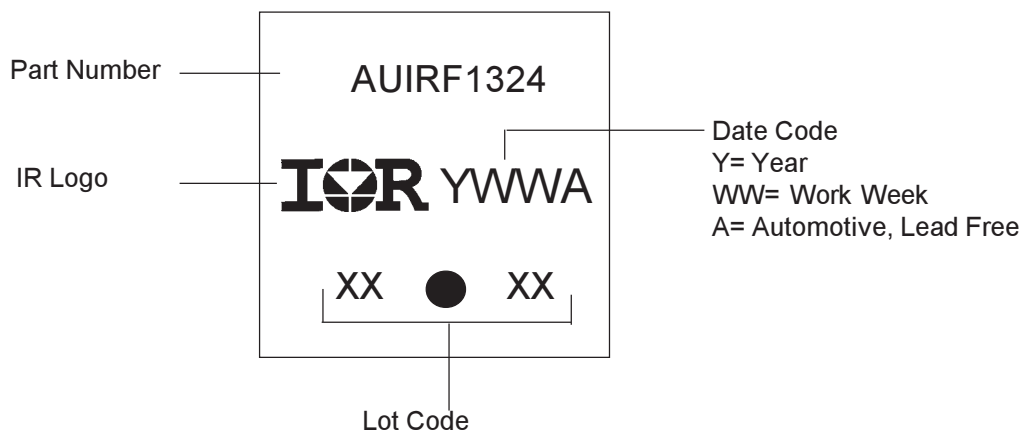 Part Number
AUIRF1324
Date Code
Y= Year
WW= Work Week
A= Automotive, Lead Free
IR Logo
IOR YWWA
XX XX
Lot Code